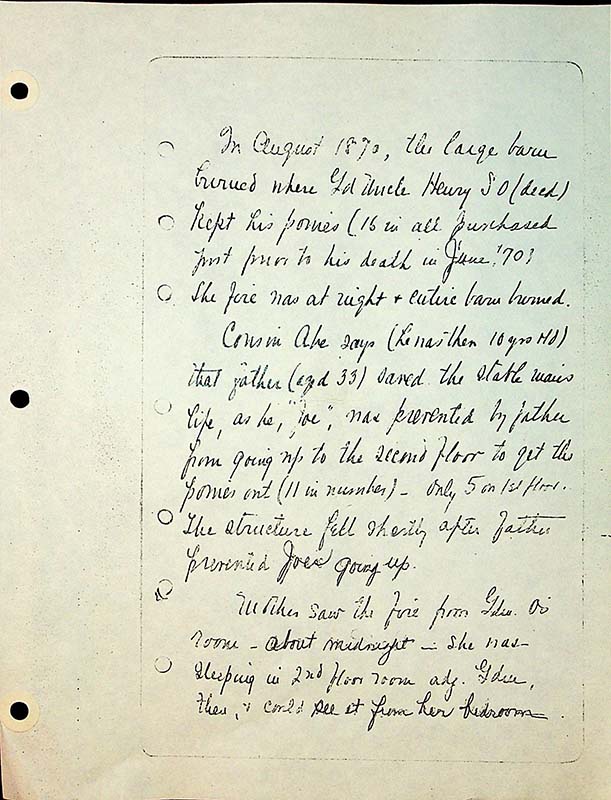 In August 1870, the large barn
burned where Gd Uncle Henry S O (decd)
Kept his ponies (16 in all purchased
just prior to his death in June '70)
The fire was at night & entire barn burned.
Cousin Abe says (he was then 10 yrs old)
that father (aged 33) saved the stable mans
life, as he, "Joe", was prevented by father
from going up to the second floor to get the
ponies out (11 in number) - only 5 on 1st floor.
The structure fell shortly after father
prevented Joe going up.
Mother saw the fire from
room - about midnight - she was
sleeping in 2nd floor room adj.
then, & could see it from her bedroom.